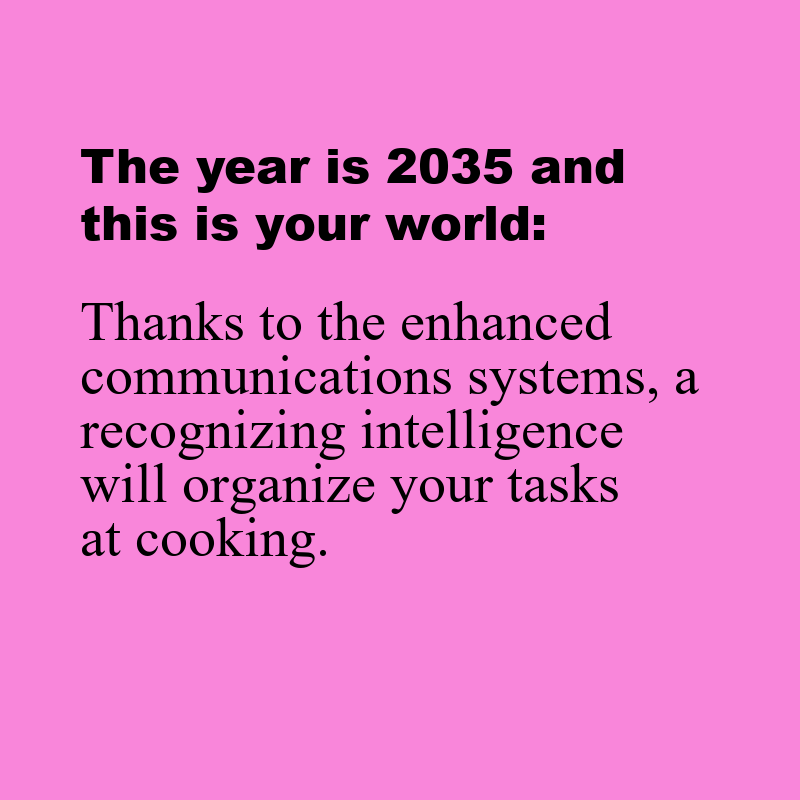 The year is 2035 and
this is your world:
Thanks to the enhanced
communications systems, a
recognizing intelligence
will organize your tasks
at cooking.